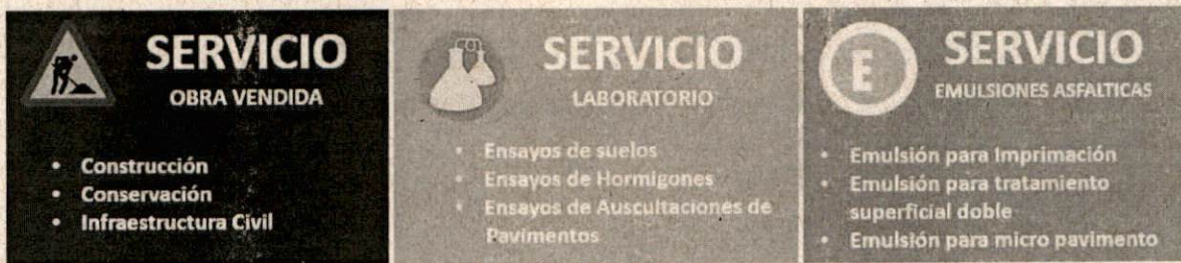 SERVICIO
OBRA VENDIDA
• Construcción
• Conservación
• Infraestructura Civil
SERVICIO
LABORATORIO
• Ensayos de suelos
• Ensayos de Hormigones
• Ensayos de Auscultaciones de
Pavimentos
E
SERVICIO
EMULSIONES ASFALTICAS
• Emulsión para Imprimación
• Emulsión para tratamiento
superficial doble
• Emulsión para micro pavimento